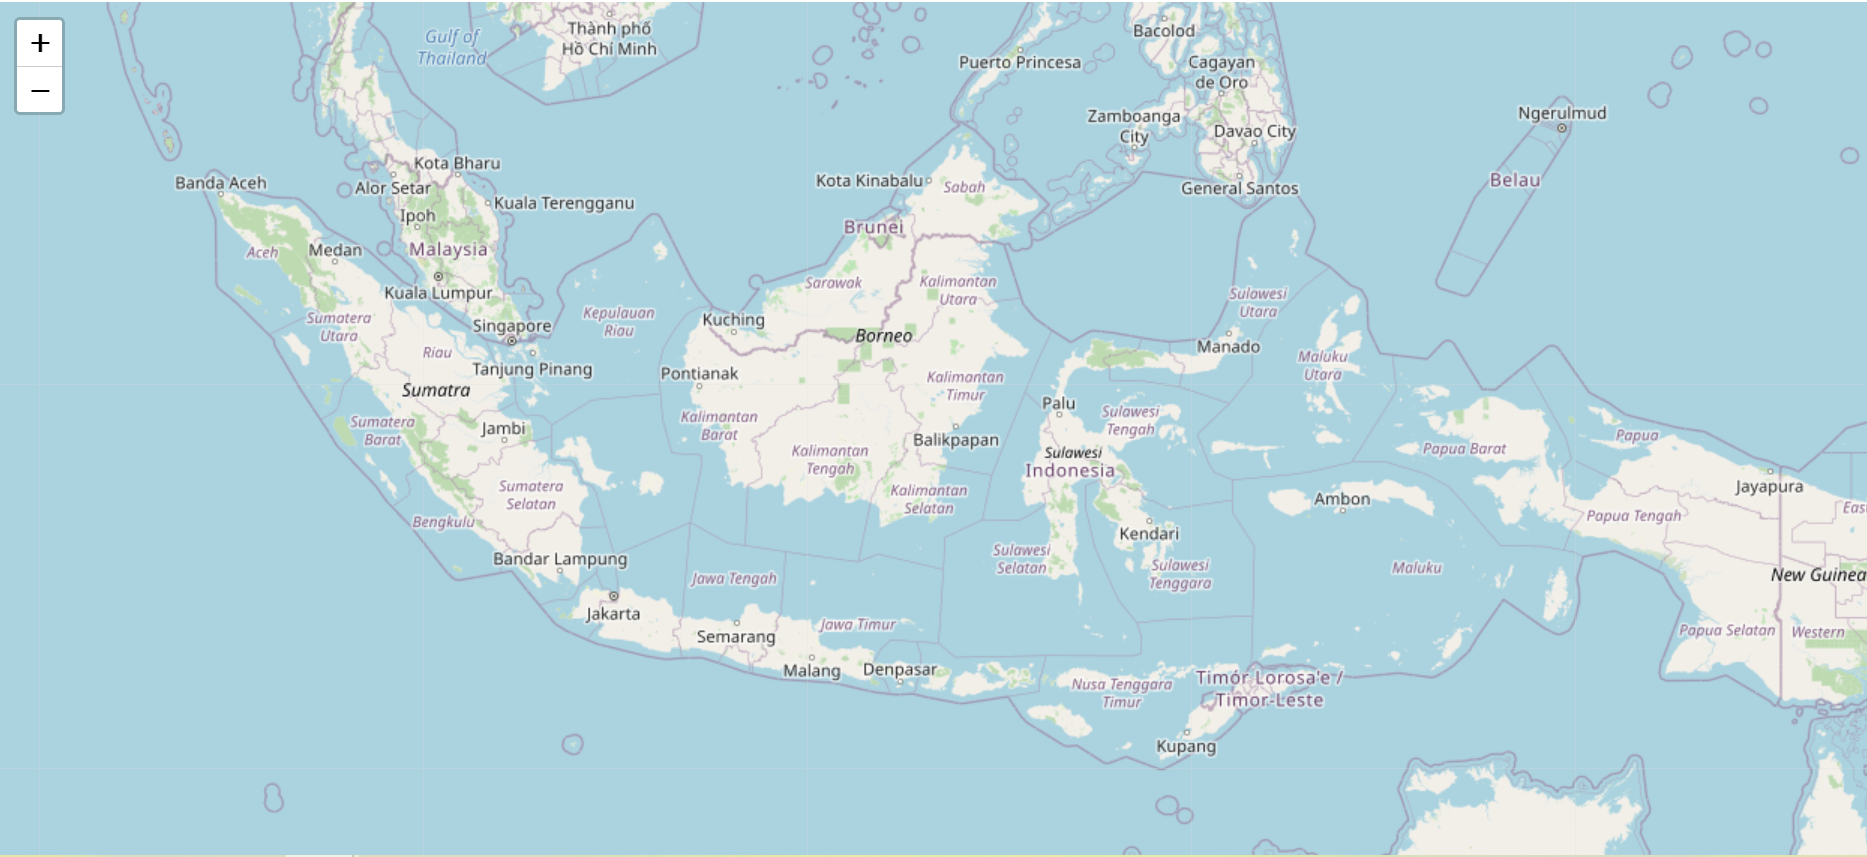 +
−
Thành phố
Hồ Chí Minh
Gulf of
Thailand
Bacolod
Puerto Princesa
Cagayan
de Oro
Zamboanga
City
Davao City
Ngerulmud
Kota Bharu
Banda Aceh
Alor Setar
Kota Kinabalu
Sabah
General Santos
Belau
Kuala Terengganu
Ipoh
Brunei
Aceh
Medan
Malaysia
Sarawak
Kalimantan
Utara
Kuala Lumpur
Sulawesi
Utara
Sumatera
Utara
Kepulauan
Riau
Kuching
Singapore
Borneo
Riau
Manado
Maluku
Utara
Tanjung Pinang
Pontianak
Sumatra
Kalimantan
Timur
Palu
Sulawesi
Tengah
Kalimantan
Barat
Sumatera
Barat
Jambi
Balikpapan
Papua
Papua Barat
Sulawesi
Kalimantan
Tengah
Indonesia
Sumatera
Selatan
Kalimantan
Selatan
Ambon
Jayapura
Papua Tengah
Eas
Bengkulu
Kendari
Bandar Lampung
Sulawesi
Selatan
Sulawesi
Tenggara
Maluku
New Guinea
Jawa Tengah
Jakarta
Semarang
Jawa Timur
Papua Selatan
Western
Malang
Denpasar
Nusa Tenggara
Timur
Timór Lorosa'e /
Timor-Leste
Kupang